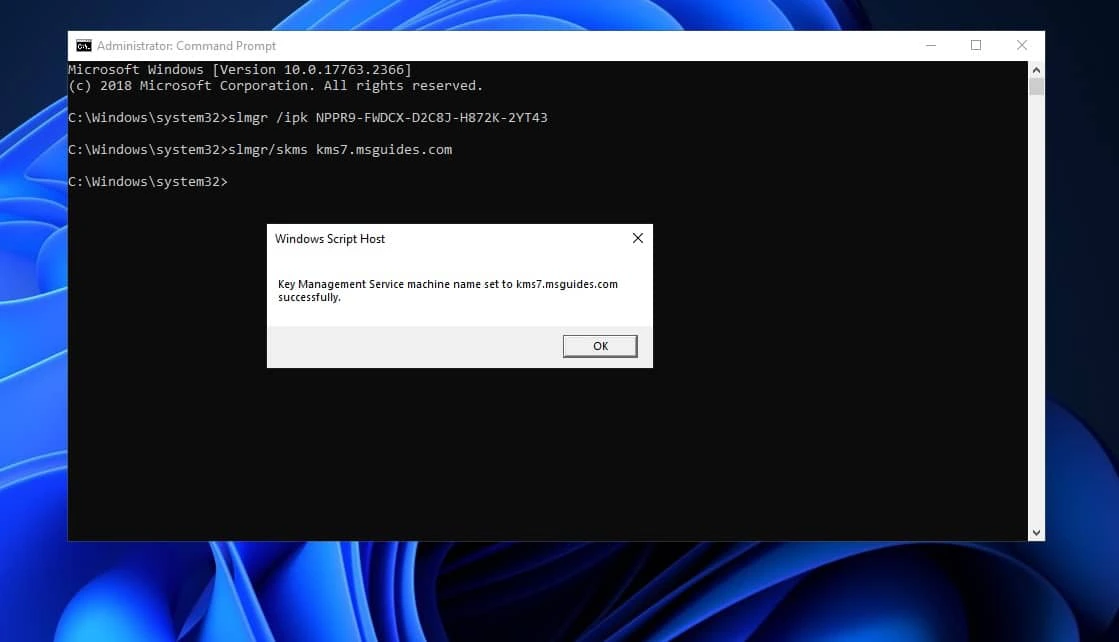 Administrator: Command Prompt
Microsoft Windows [Version 10.0.17763.2366]
(c) 2018 Microsoft Corporation. All rights reserved.
C:\Windows\system32>slmgr /ipk NPPR9-FWDCX-D2C8J-H872K-2YT43
C:\Windows\system32>slmgr/skms kms7.msguides.com
C:\Windows\system32>
Windows Script Host
Key Management Service machine name set to kms7.msguides.com
successfully.
OK